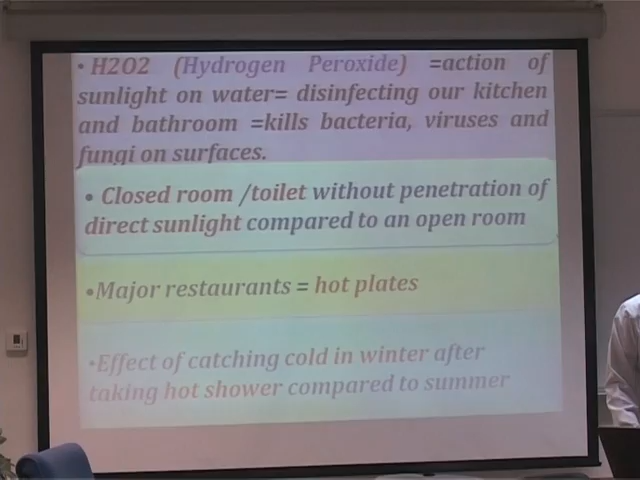 • H2O2 (Hydrogen Peroxide) =action of
sunlight on water= disinfecting our kitchen
and bathroom =kills bacteria, viruses and
fungi on surfaces.
• Closed room /toilet without penetration of
direct sunlight compared to an open room
•Major restaurants = hot plates
•Effect of catching cold in winter after
taking hot shower compared to summer